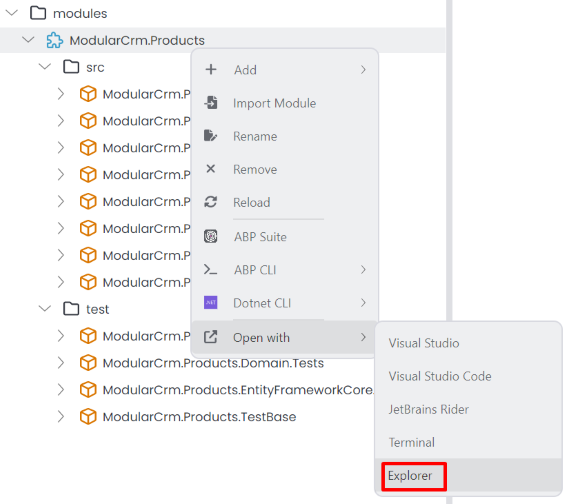 modules
ModularCrm.Products
src
ModularCrm.P
Add
ModularCrm.P
Import Module
ModularCrm.P
Rename
ModularCrm.P
Remove
ModularCrm.P
Reload
ModularCrm.P
ABP Suite
ModularCrm.P
ABP CLI
ModularCrm.P
test
.NET
Dotnet CLI
ModularCrm.P
Open with
Visual Studio
ModularCrm.Products.Domain.Tests
Visual Studio Code
ModularCrm.Products.EntityFrameworkCore.
JetBrains Rider
ModularCrm.Products.TestBase
Terminal
Explorer